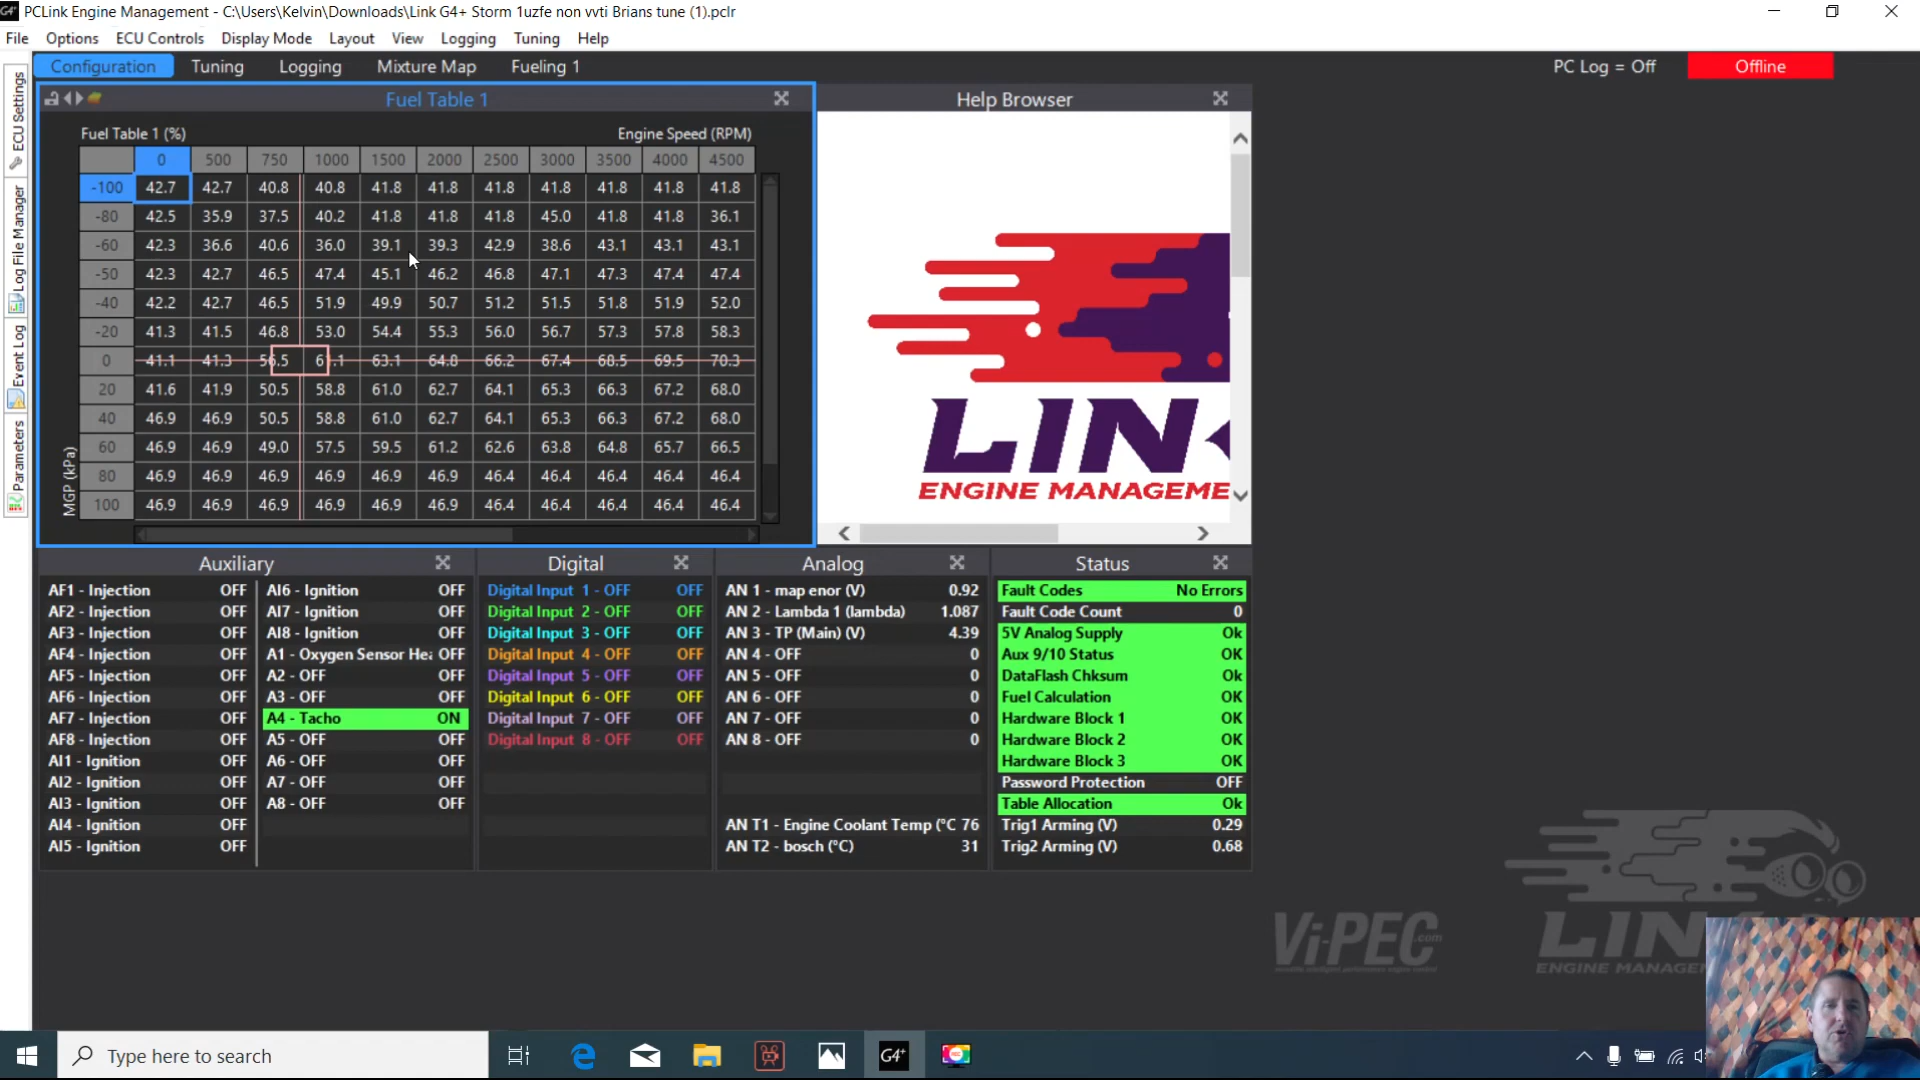 G4+ PCLink Engine Management - C:\Users\Kelvin\Downloads\Link G4+ Storm 1uzfe non vvti Brians tune (1).pclr
File Options ECU Controls Display Mode Layout View Logging Tuning Help
Configuration Tuning Logging Mixture Map Fueling 1 PC Log = Off Offline
ECU Settings
Log File Manager
Event Log
Parameters
Fuel Table 1
Fuel Table 1 (%) Engine Speed (RPM)
0 500 750 1000 1500 2000 2500 3000 3500 4000 4500
-100 42.7 42.7 40.8 40.8 41.8 41.8 41.8 41.8 41.8 41.8 41.8
-80 42.5 35.9 37.5 40.2 41.8 41.8 41.8 45.0 41.8 41.8 36.1
-60 42.3 36.6 40.6 36.0 39.1 39.3 42.9 38.6 43.1 43.1 43.1
-50 42.3 42.7 46.5 47.4 45.1 46.2 46.8 47.1 47.3 47.4 47.4
-40 42.2 42.7 46.5 51.9 49.9 50.7 51.2 51.5 51.8 51.9 52.0
-20 41.3 41.5 46.8 53.0 54.4 55.3 56.0 56.7 57.3 57.8 58.3
0 41.1 41.3 56.5 61.1 63.1 64.8 66.2 67.4 68.5 69.5 70.3
20 41.6 41.9 50.5 58.8 61.0 62.7 64.1 65.3 66.3 67.2 68.0
40 46.9 46.9 50.5 58.8 61.0 62.7 64.1 65.3 66.3 67.2 68.0
60 46.9 46.9 49.0 57.5 59.5 61.2 62.6 63.8 64.8 65.7 66.5
80 46.9 46.9 46.9 46.9 46.9 46.9 46.4 46.4 46.4 46.4 46.4
100 46.9 46.9 46.9 46.9 46.9 46.9 46.4 46.4 46.4 46.4 46.4
MGP (kPa)
Help Browser
LIN
ENGINE MANAGEME
Auxiliary
AF1 - Injection OFF
AF2 - Injection OFF
AF3 - Injection OFF
AF4 - Injection OFF
AF5 - Injection OFF
AF6 - Injection OFF
AF7 - Injection OFF
AF8 - Injection OFF
AI1 - Ignition OFF
AI2 - Ignition OFF
AI3 - Ignition OFF
AI4 - Ignition OFF
AI5 - Ignition OFF
AI6 - Ignition OFF
AI7 - Ignition OFF
AI8 - Ignition OFF
A1 - Oxygen Sensor Hea OFF
A2 - OFF OFF
A3 - OFF OFF
A4 - Tacho ON
A5 - OFF OFF
A6 - OFF OFF
A7 - OFF OFF
A8 - OFF OFF
Digital
Digital Input 1 - OFF OFF
Digital Input 2 - OFF OFF
Digital Input 3 - OFF OFF
Digital Input 4 - OFF OFF
Digital Input 5 - OFF OFF
Digital Input 6 - OFF OFF
Digital Input 7 - OFF OFF
Digital Input 8 - OFF OFF
Analog
AN 1 - map enor (V) 0.92
AN 2 - Lambda 1 (lambda) 1.087
AN 3 - TP (Main) (V) 4.39
AN 4 - OFF 0
AN 5 - OFF 0
AN 6 - OFF 0
AN 7 - OFF 0
AN 8 - OFF 0
AN T1 - Engine Coolant Temp (°C 76
AN T2 - bosch (°C) 31
Status
Fault Codes No Errors
Fault Code Count 0
5V Analog Supply Ok
Aux 9/10 Status OK
DataFlash Chksum Ok
Fuel Calculation OK
Hardware Block 1 OK
Hardware Block 2 OK
Hardware Block 3 OK
Password Protection OFF
Table Allocation Ok
Trig1 Arming (V) 0.29
Trig2 Arming (V) 0.68
Vi-PEC.com
LIN
ENGINE MANAG
Type here to search
G4+